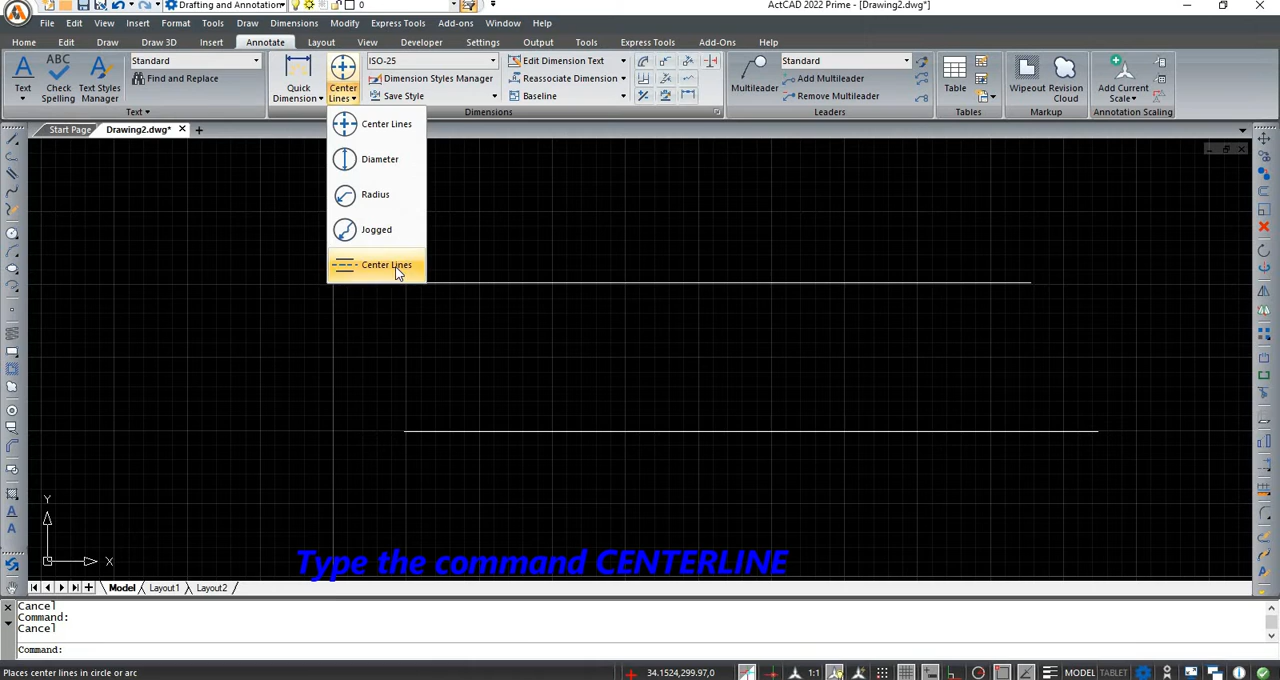 Drafting and Annotation
0
ActCAD 2022 Prime - [Drawing2.dwg*]
File Edit View Insert Format Tools Draw Dimensions Modify Express Tools Add-ons Window Help
Home Edit Draw Draw 3D Insert Annotate Layout View Developer Settings Output Tools Express Tools Add-Ons Help
Text
ABC
Check Spelling
Text Styles Manager
Standard
Find and Replace
Text
Quick Dimension
Center Lines
ISO-25
Dimension Styles Manager
Save Style
Edit Dimension Text
Reassociate Dimension
Baseline
Dimensions
Multileader
Standard
Add Multileader
Remove Multileader
Leaders
Table
Tables
Wipeout
Revision Cloud
Markup
Add Current Scale
Annotation Scaling
Start Page
Drawing2.dwg*
Center Lines
Diameter
Radius
Jogged
Center Lines
Y
X
Type the command CENTERLINE
Model Layout1 Layout2
Cancel
Command:
Cancel
Command:
Places center lines in circle or arc
34.1524,299.97,0
1:1
MODEL
TABLET